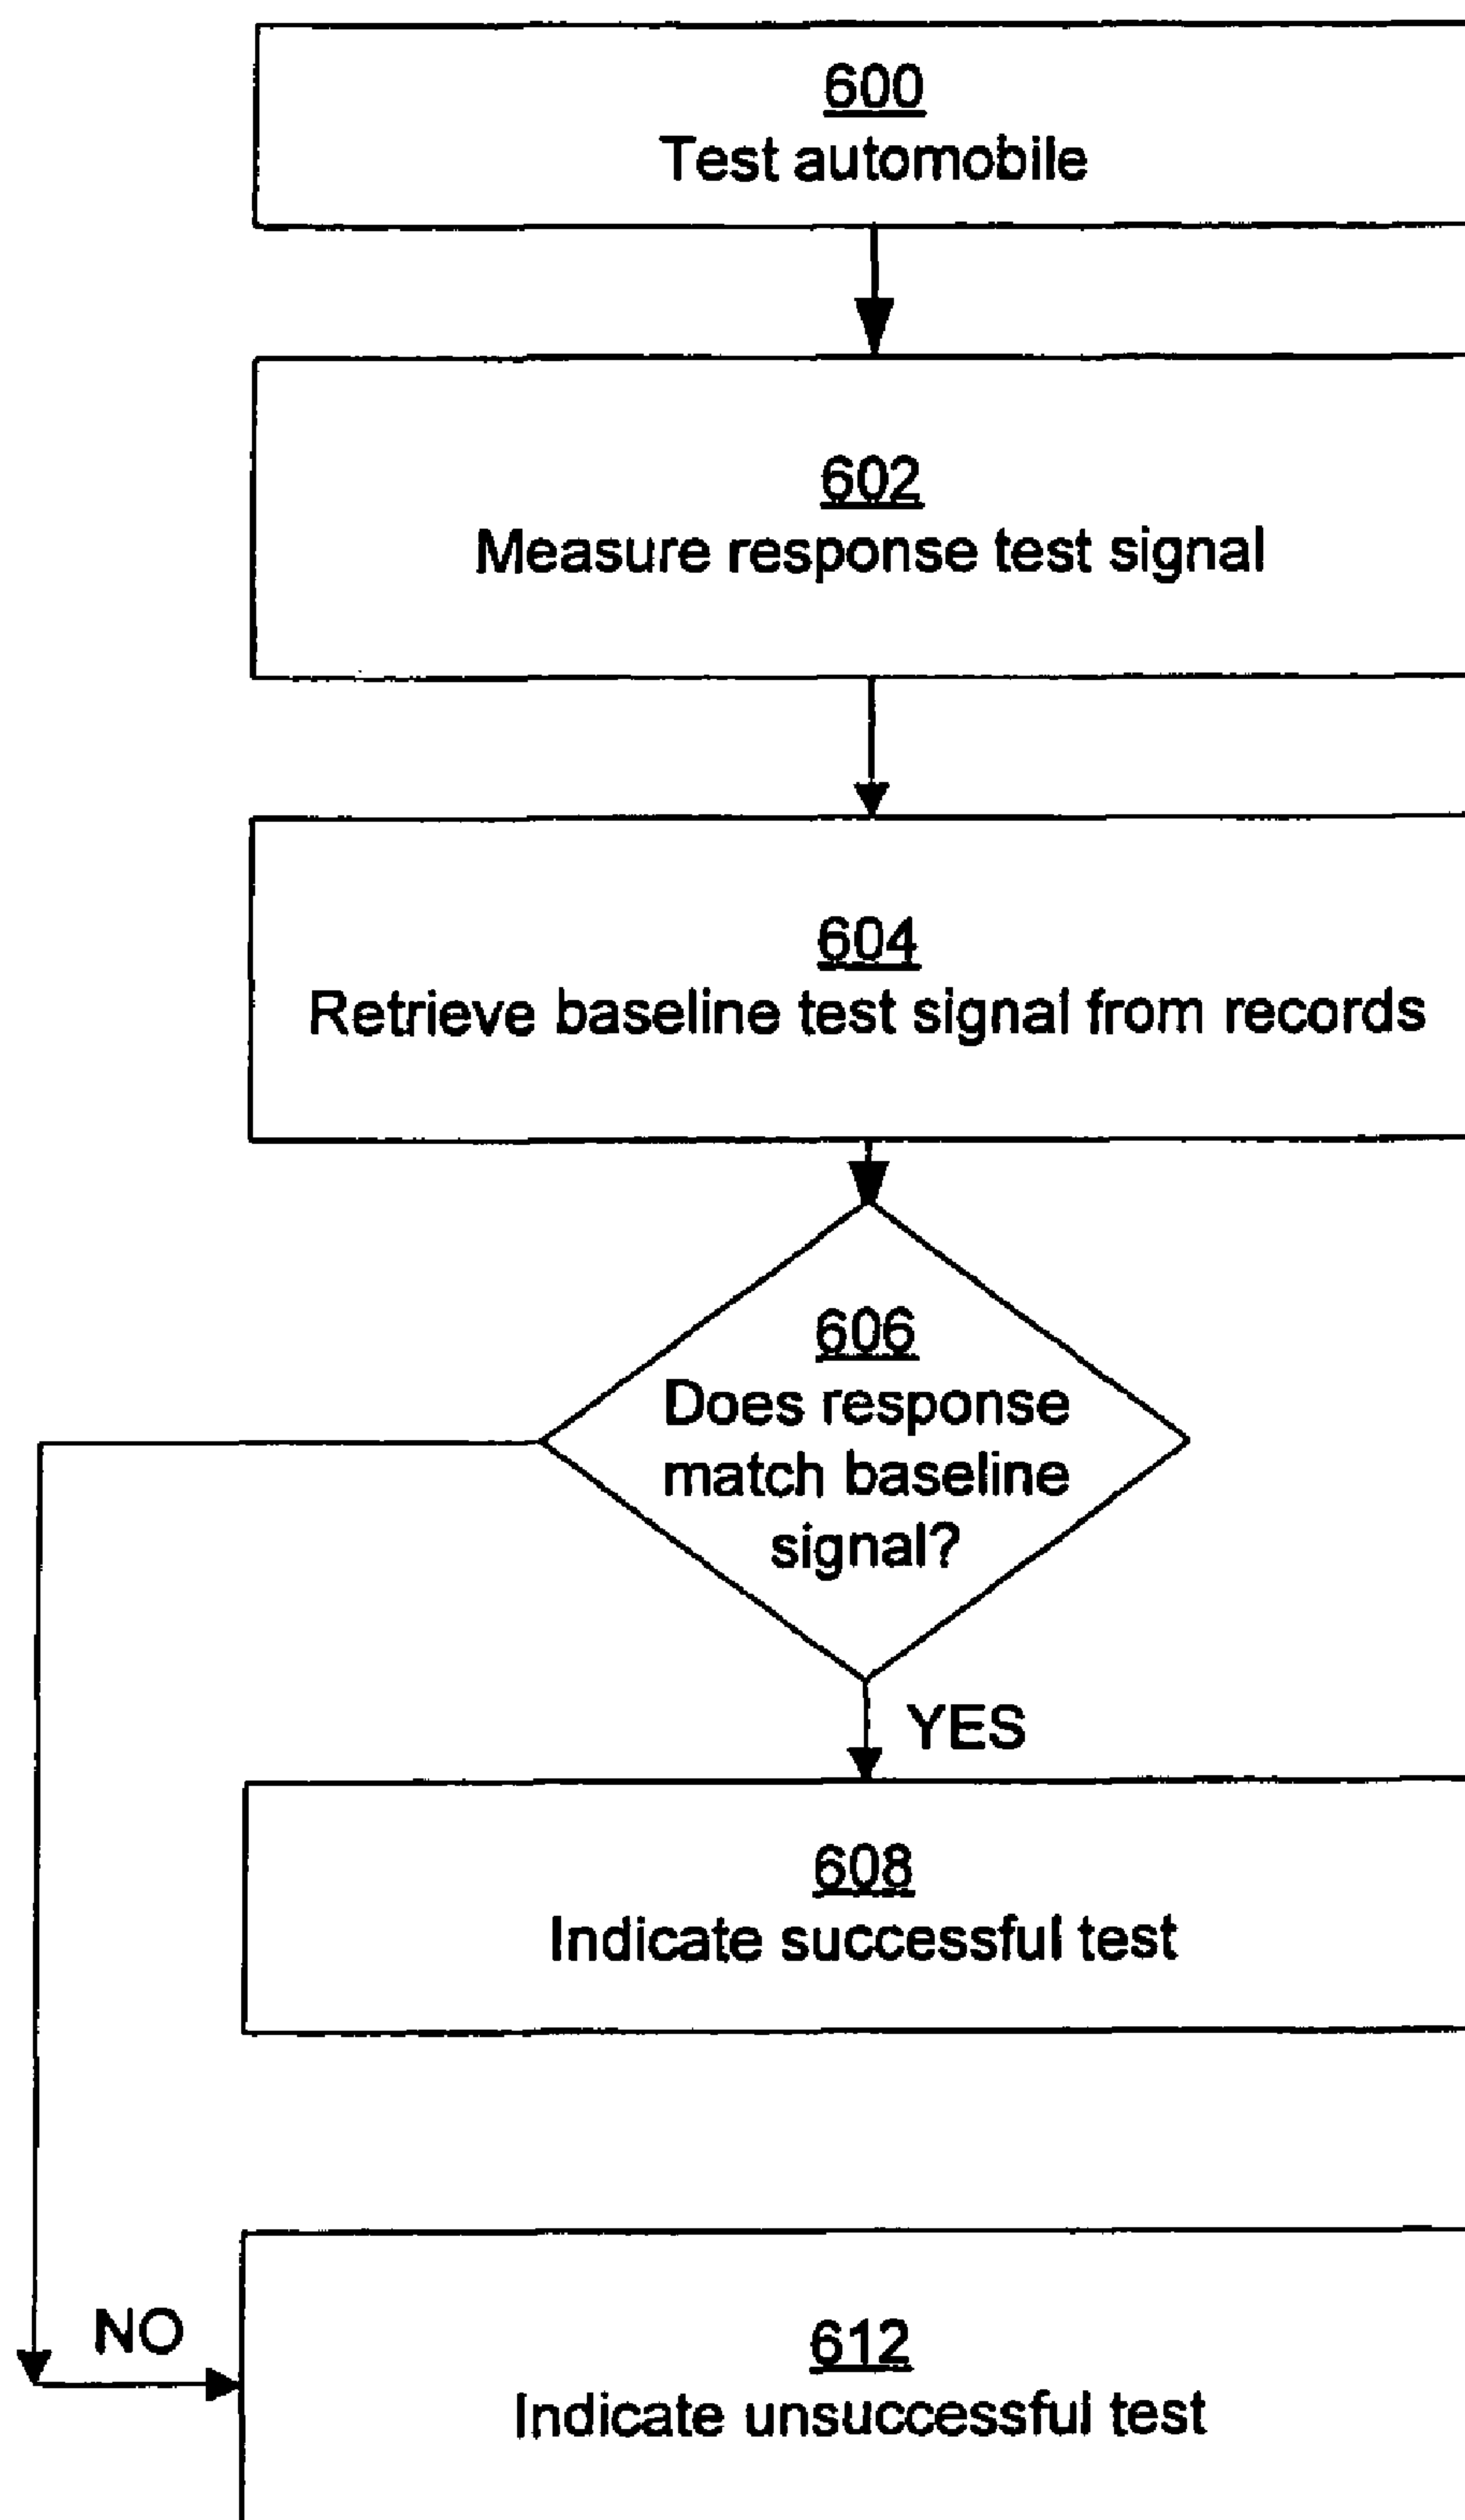 600
Test automobile
602
Measure response test signal
604
Retrieve baseline test signal from records
606
Does response
match baseline
signal?
YES
608
Indicate successful test
NO
612
Indicate unsuccessful test